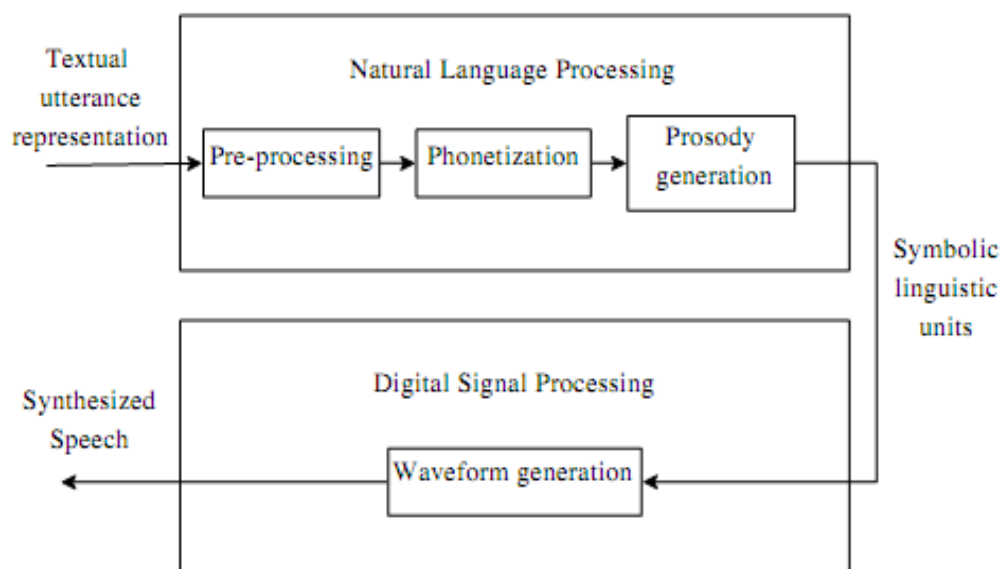 Textual
utterance
representation
Natural Language Processing
Pre-processing
Phonetization
Prosody
generation
Symbolic
linguistic
units
Digital Signal Processing
Waveform generation
Synthesized
Speech